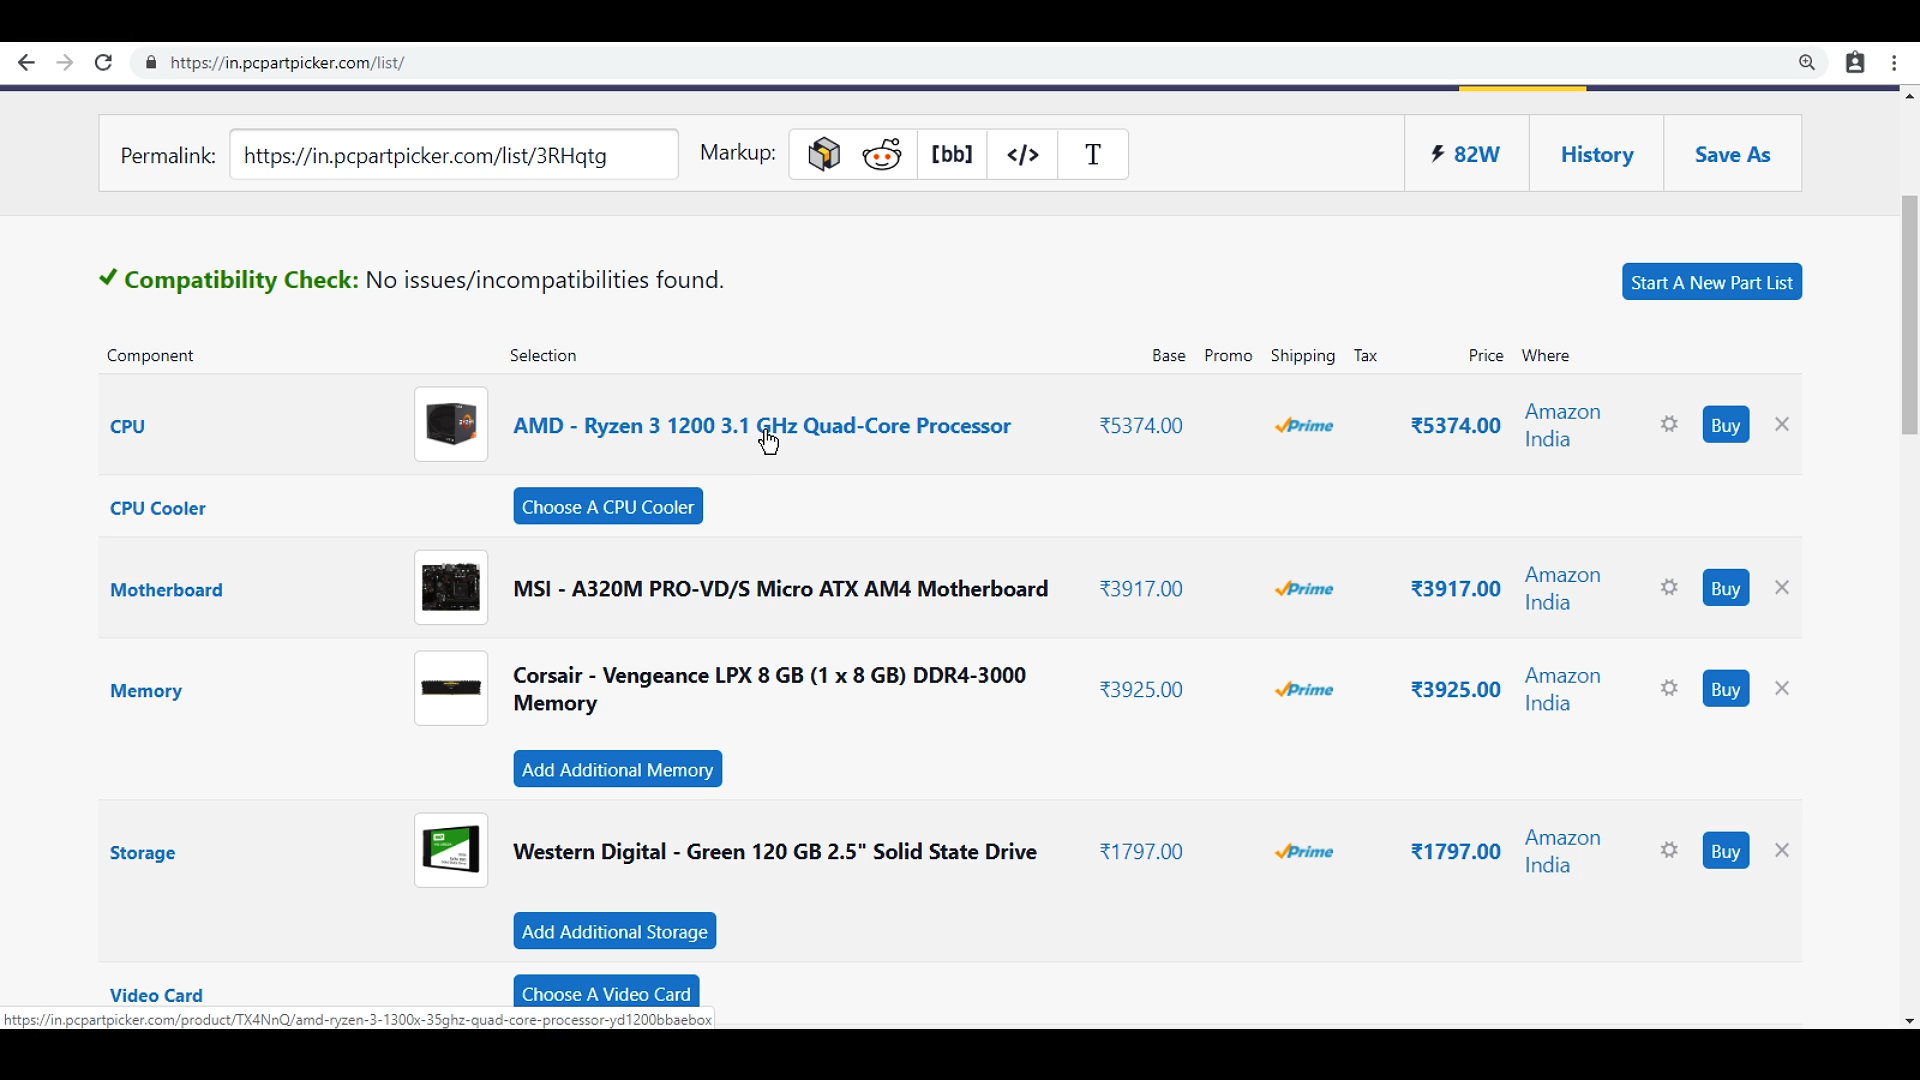 https://in.pcpartpicker.com/list/
Permalink: https://in.pcpartpicker.com/list/3RHqtg Markup: [bb] </> T 82W History Save As
Compatibility Check: No issues/incompatibilities found. Start A New Part List
Component Selection Base Promo Shipping Tax Price Where
CPU AMD - Ryzen 3 1200 3.1 GHz Quad-Core Processor ₹5374.00 Prime ₹5374.00 Amazon India Buy
CPU Cooler Choose A CPU Cooler
Motherboard MSI - A320M PRO-VD/S Micro ATX AM4 Motherboard ₹3917.00 Prime ₹3917.00 Amazon India Buy
Memory Corsair - Vengeance LPX 8 GB (1 x 8 GB) DDR4-3000 Memory ₹3925.00 Prime ₹3925.00 Amazon India Buy
Add Additional Memory
Storage Western Digital - Green 120 GB 2.5" Solid State Drive ₹1797.00 Prime ₹1797.00 Amazon India Buy
Add Additional Storage
Video Card Choose A Video Card
https://in.pcpartpicker.com/product/TX4NnQ/amd-ryzen-3-1300x-35ghz-quad-core-processor-yd1200bbaebox